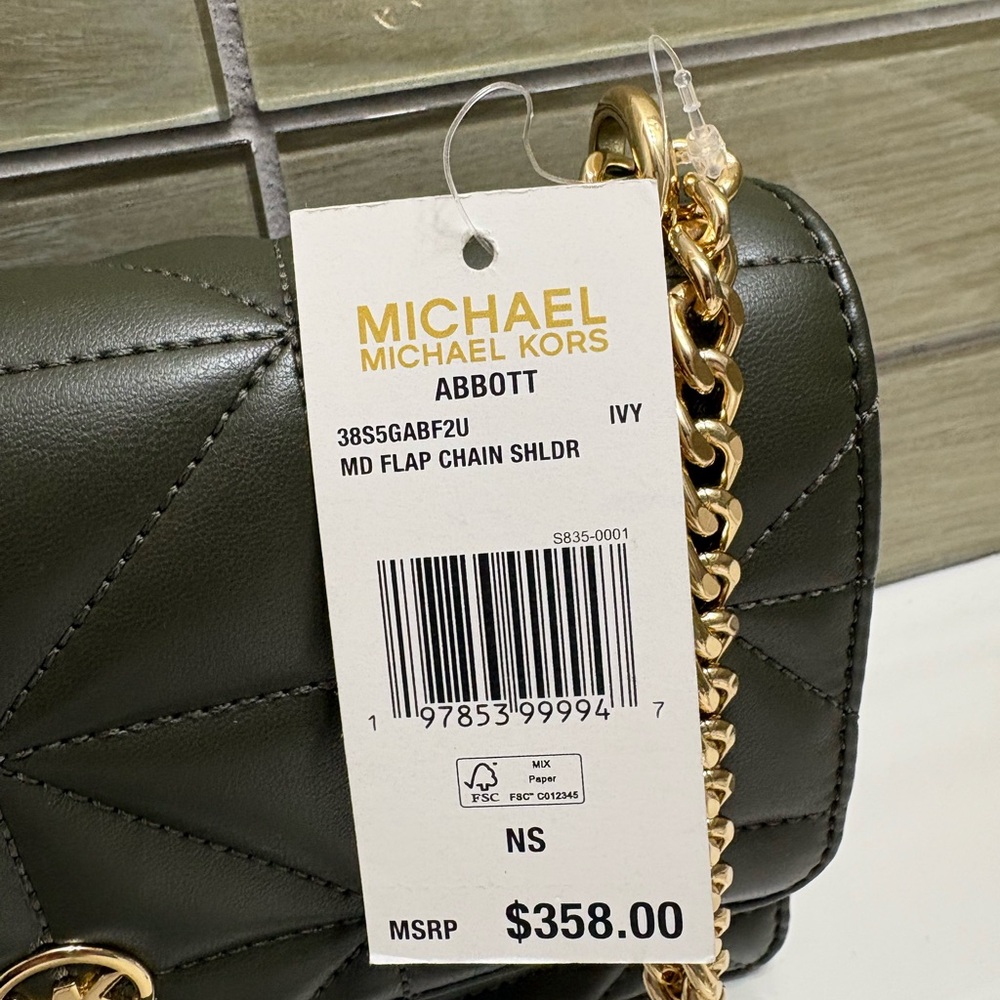 MICHAEL
MICHAEL KORS
ABBOTT
38S5GABF2U IVY
MD FLAP CHAIN SHLDR
S835-0001
1 97853 99994 7
FSC
MIX
Paper
FSC™ C012345
NS
MSRP $358.00